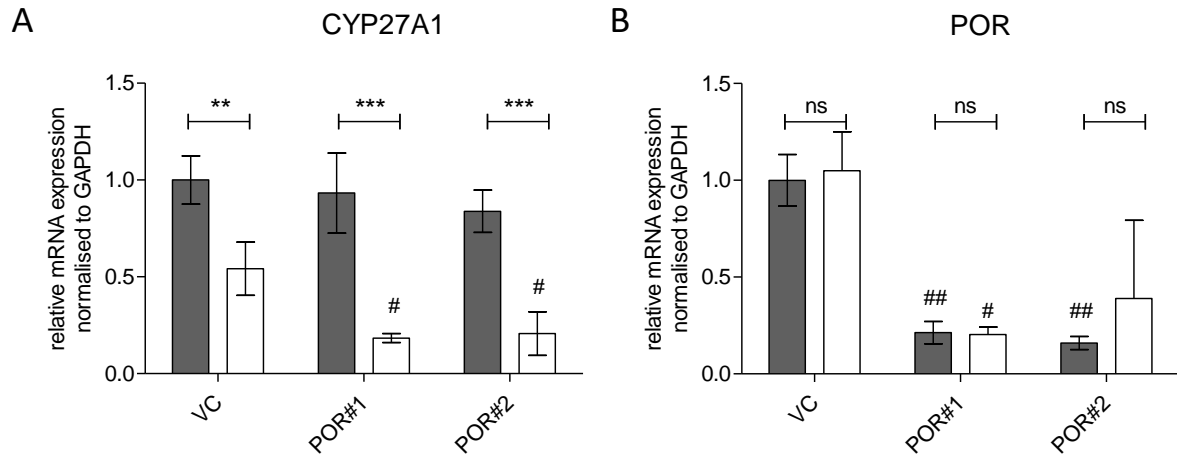 A
CYP27A1
relative mRNA expression
normalised to GAPDH
1.5
1.0
0.5
0.0
**
***
***
#
#
VC
POR#1
POR#2
B
POR
relative mRNA expression
normalised to GAPDH
1.5
1.0
0.5
0.0
ns
ns
ns
##
#
##
VC
POR#1
POR#2